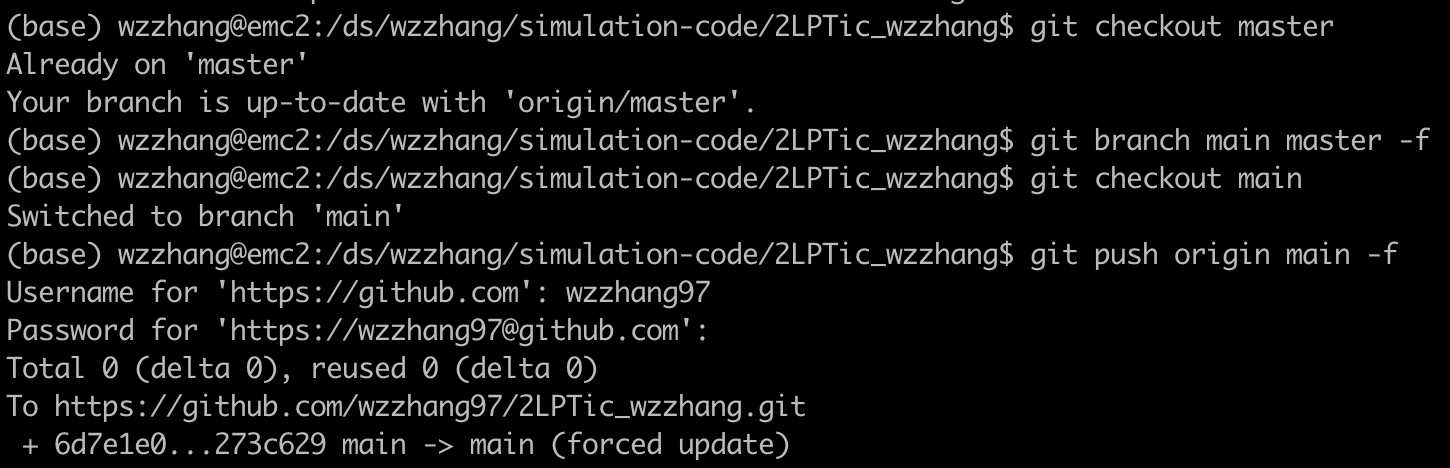 (base) wzzhang@emc2:/ds/wzzhang/simulation-code/2LPTic_wzzhang$ git checkout master
Already on 'master'
Your branch is up-to-date with 'origin/master'.
(base) wzzhang@emc2:/ds/wzzhang/simulation-code/2LPTic_wzzhang$ git branch main master -f
(base) wzzhang@emc2:/ds/wzzhang/simulation-code/2LPTic_wzzhang$ git checkout main
Switched to branch 'main'
(base) wzzhang@emc2:/ds/wzzhang/simulation-code/2LPTic_wzzhang$ git push origin main -f
Username for 'https://github.com': wzzhang97
Password for 'https://wzzhang97@github.com':
Total 0 (delta 0), reused 0 (delta 0)
To https://github.com/wzzhang97/2LPTic_wzzhang.git
 + 6d7e1e0...273c629 main -> main (forced update)